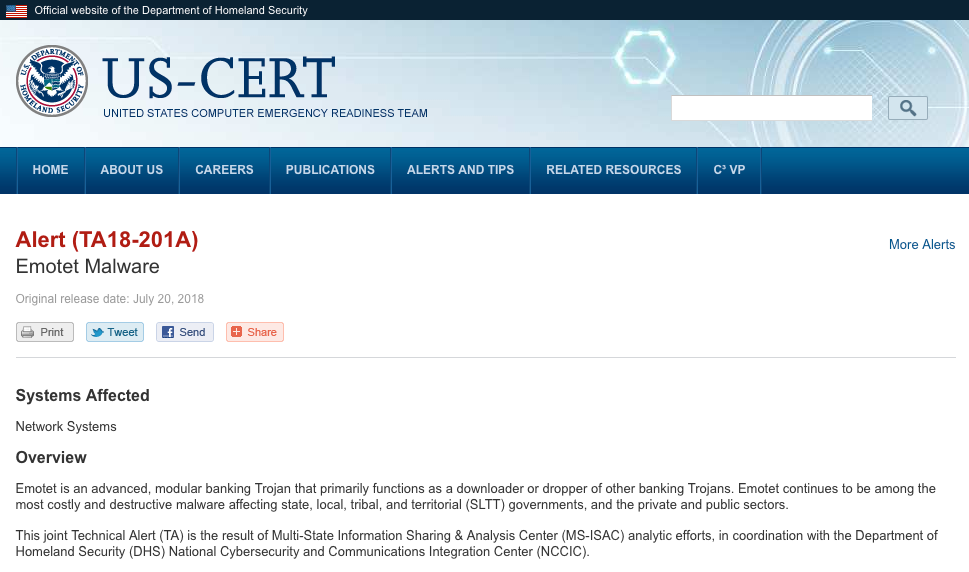 Official website of the Department of Homeland Security
U.S. DEPARTMENT OF HOMELAND SECURITY
US-CERT
UNITED STATES COMPUTER EMERGENCY READINESS TEAM
HOME ABOUT US CAREERS PUBLICATIONS ALERTS AND TIPS RELATED RESOURCES C³ VP
Alert (TA18-201A)
More Alerts
Emotet Malware
Original release date: July 20, 2018
Print Tweet Send Share
Systems Affected
Network Systems
Overview
Emotet is an advanced, modular banking Trojan that primarily functions as a downloader or dropper of other banking Trojans. Emotet continues to be among the
most costly and destructive malware affecting state, local, tribal, and territorial (SLTT) governments, and the private and public sectors.
This joint Technical Alert (TA) is the result of Multi-State Information Sharing & Analysis Center (MS-ISAC) analytic efforts, in coordination with the Department of
Homeland Security (DHS) National Cybersecurity and Communications Integration Center (NCCIC).